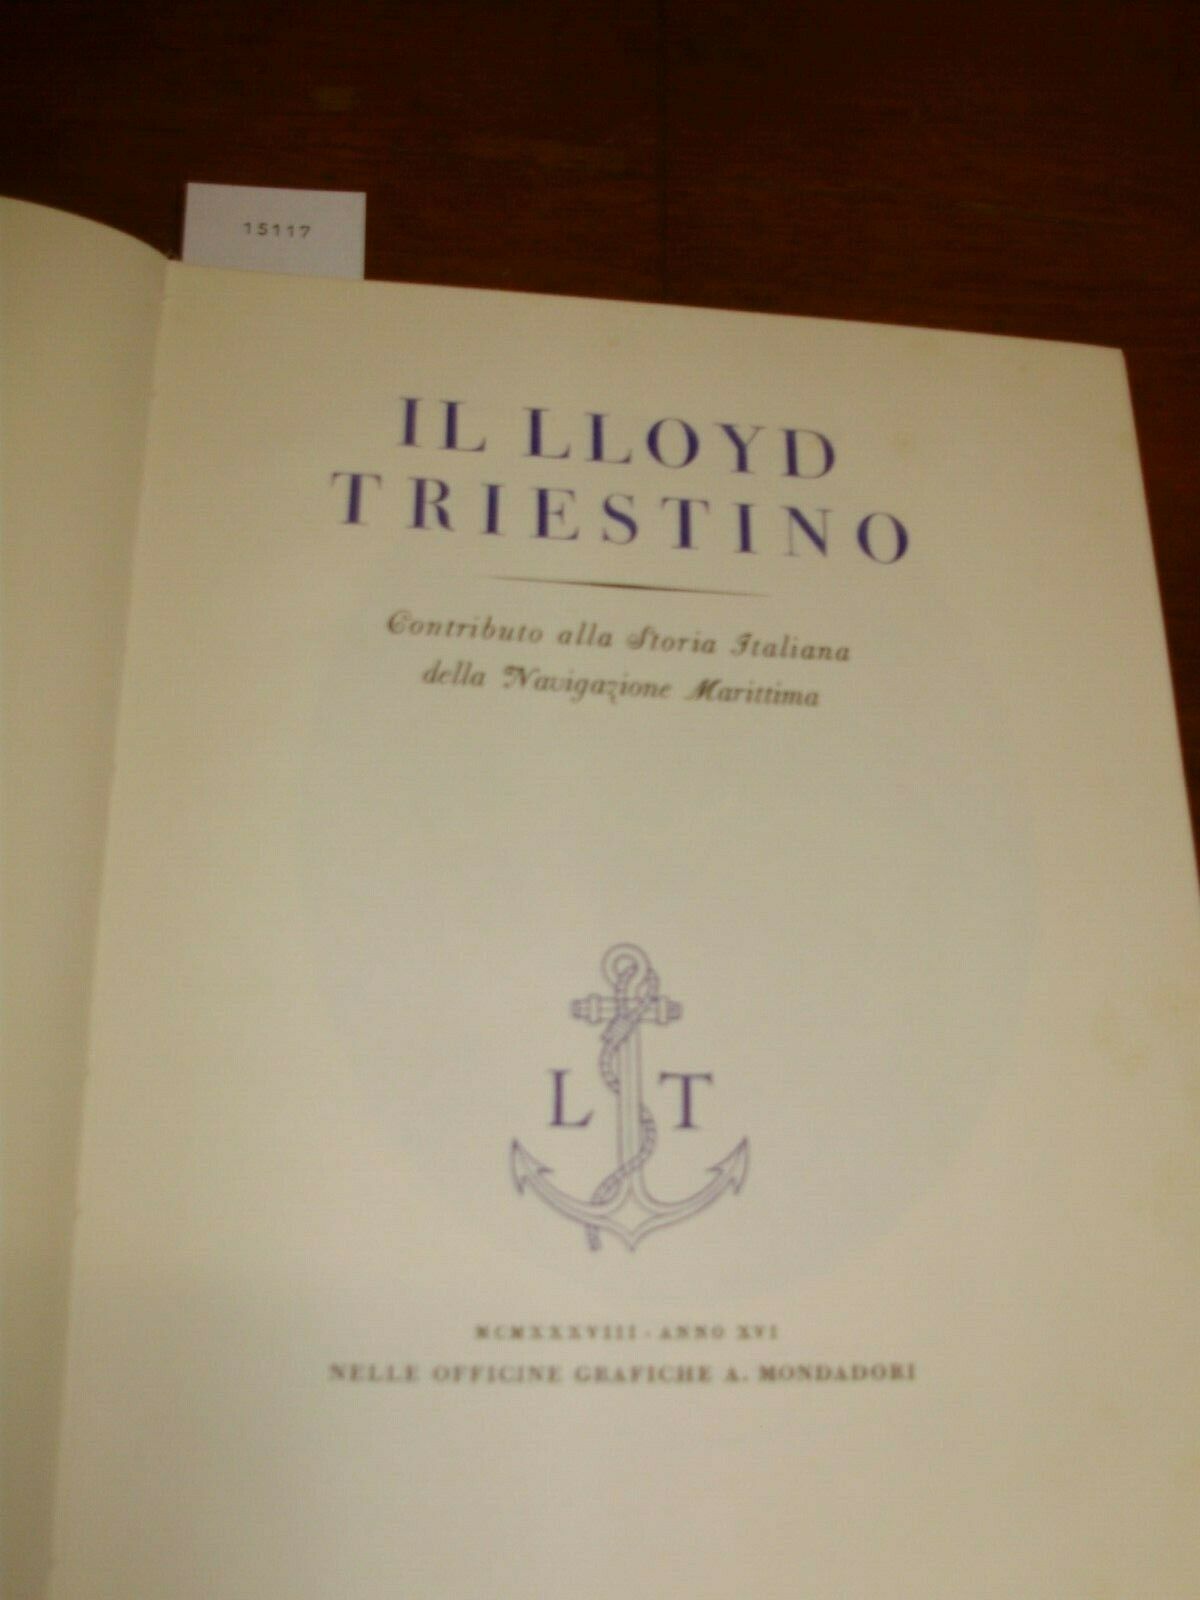 15117
IL LLOYD
TRIESTINO
Contributo alla Storia Italiana
della Navigazione Marittima
L T
MCMXXXVIII · ANNO XVI
NELLE OFFICINE GRAFICHE A. MONDADORI